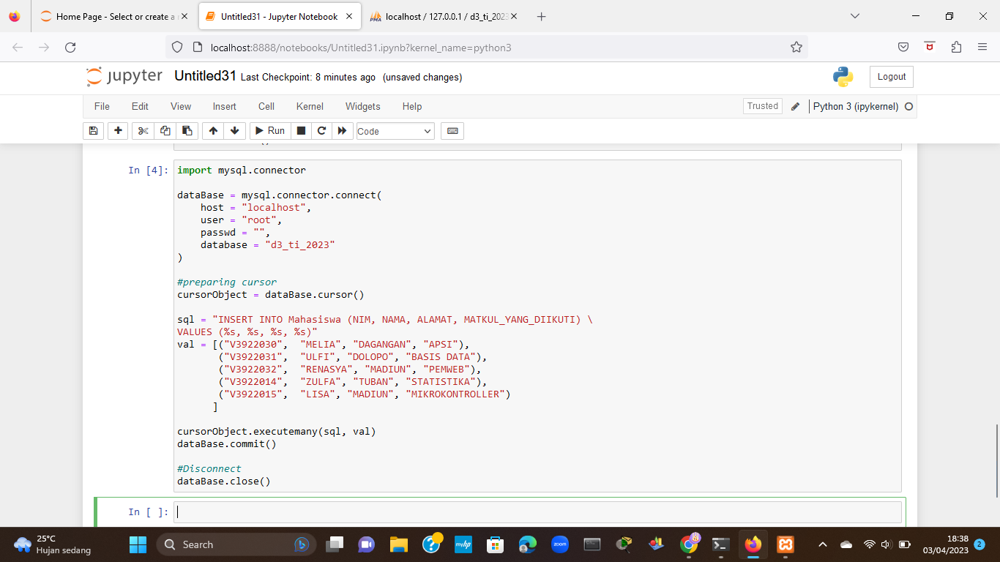 Home Page - Select or create a
Untitled31 - Jupyter Notebook
PMA localhost / 127.0.0.1 / d3_ti_2023
localhost:8888/notebooks/Untitled31.ipynb?kernel_name=python3
jupyter Untitled31 Last Checkpoint: 8 minutes ago (unsaved changes)
Logout
File Edit View Insert Cell Kernel Widgets Help
Trusted Python 3 (ipykernel)
Run Code
In [4]: import mysql.connector
dataBase = mysql.connector.connect(
host = "localhost",
user = "root",
passwd = "",
database = "d3_ti_2023"
)
#preparing cursor
cursorObject = dataBase.cursor()
sql = "INSERT INTO Mahasiswa (NIM, NAMA, ALAMAT, MATKUL_YANG_DIIKUTI) \
VALUES (%s, %s, %s, %s)"
val = [("V3922030", "MELIA", "DAGANGAN", "APSI"),
("V3922031", "ULFI", "DOLOPO", "BASIS DATA"),
("V3922032", "RENASYA", "MADIUN", "PEMWEB"),
("V3922014", "ZULFA", "TUBAN", "STATISTIKA"),
("V3922015", "LISA", "MADIUN", "MIKROKONTROLLER")
]
cursorObject.executemany(sql, val)
dataBase.commit()
#Disconnect
dataBase.close()
In [ ]:
25°C
Hujan sedang
Search
myhp
zoom
18:38
03/04/2023
2